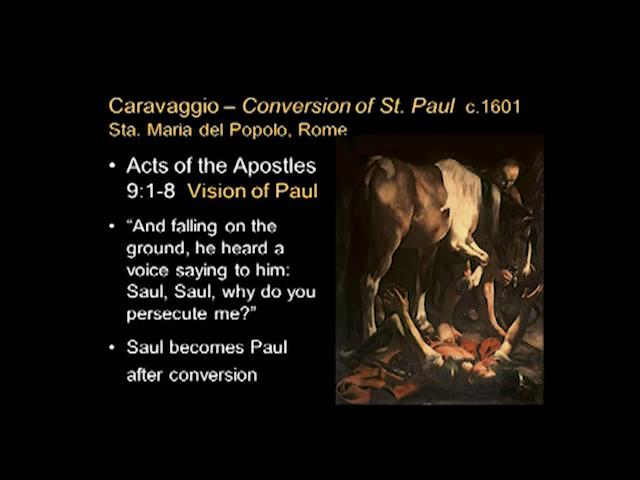 Caravaggio – Conversion of St. Paul c.1601
Sta. Maria del Popolo, Rome
• Acts of the Apostles
9:1-8 Vision of Paul
• “And falling on the
ground, he heard a
voice saying to him:
Saul, Saul, why do you
persecute me?”
• Saul becomes Paul
after conversion